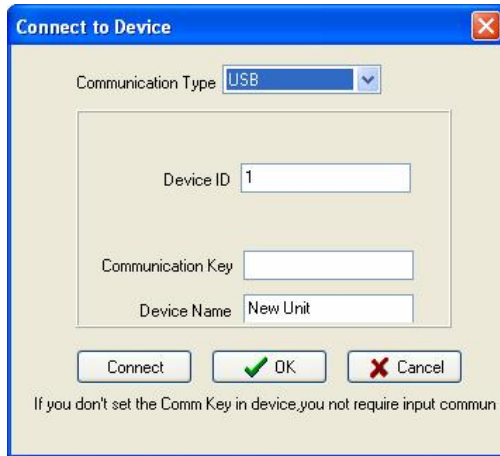 Connect to Device
Communication Type USB
Device ID 1
Communication Key
Device Name New Unit
Connect OK Cancel
If you don't set the Comm Key in device,you not require input commun